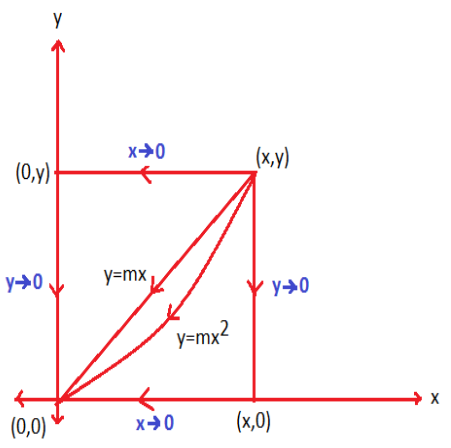 y
x→0
(x,y)
(0,y)
y=mx
y→0
y→0
y=mx²
x
(0,0)
x→0
(x,0)